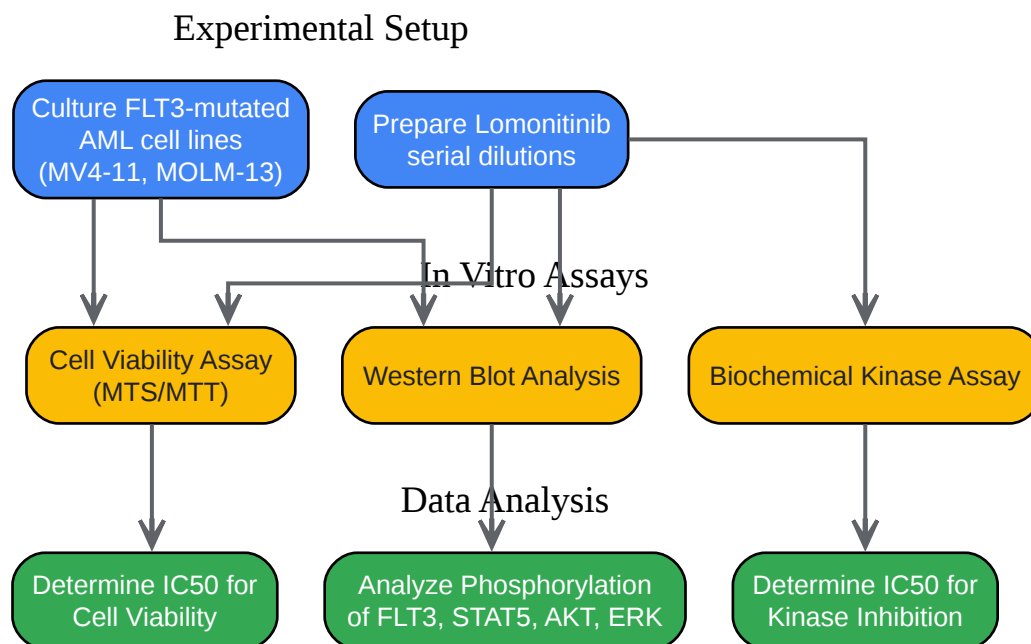 Experimental Setup
Culture FLT3-mutated
AML cell lines
(MV4-11, MOLM-13)
Prepare Lomonitinib
serial dilutions
In Vitro Assays
Cell Viability Assay
(MTS/MTT)
Western Blot Analysis
Biochemical Kinase Assay
Data Analysis
Determine IC50 for
Cell Viability
Analyze Phosphorylation
of FLT3, STAT5, AKT, ERK
Determine IC50 for
Kinase Inhibition